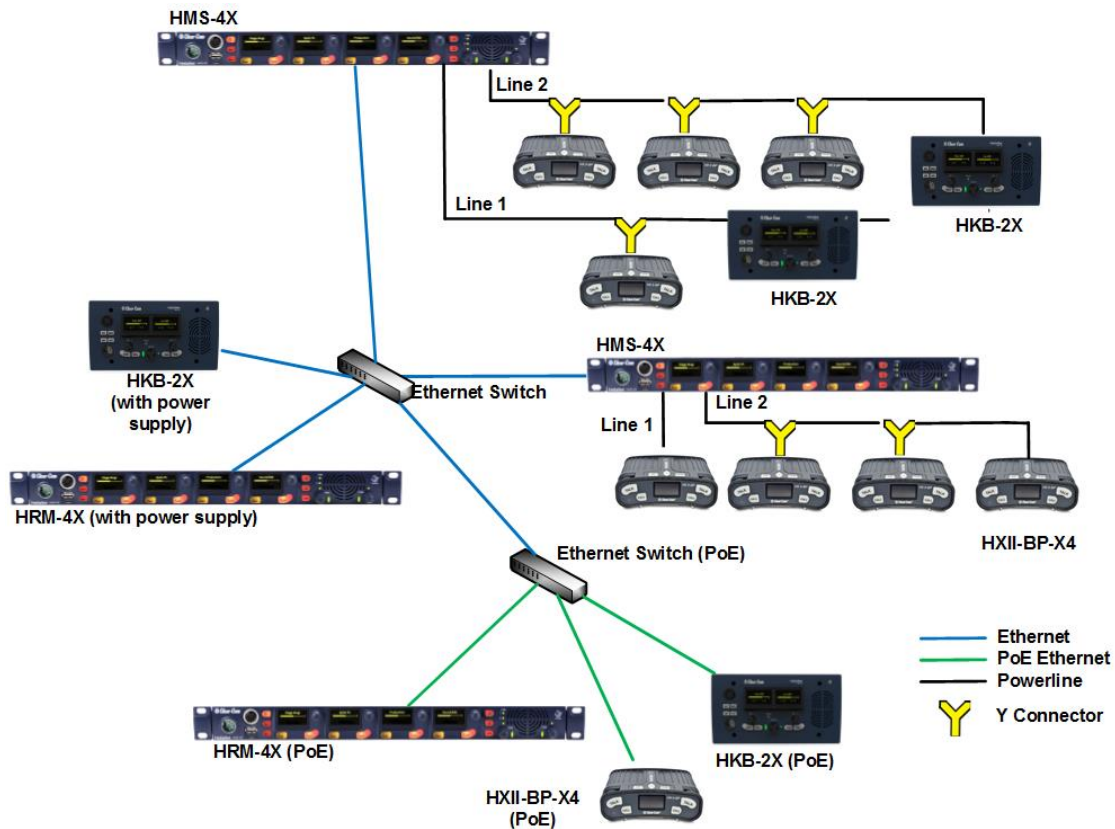 HMS-4X
Line 2
Line 1
HKB-2X
HKB-2X
HMS-4X
Line 1
Line 2
HKB-2X
(with power
supply)
Ethernet Switch
HRM-4X (with power supply)
HXII-BP-X4
Ethernet Switch (PoE)
Ethernet
PoE Ethernet
Powerline
Y Connector
HRM-4X (PoE)
HKB-2X (PoE)
HXII-BP-X4
(PoE)